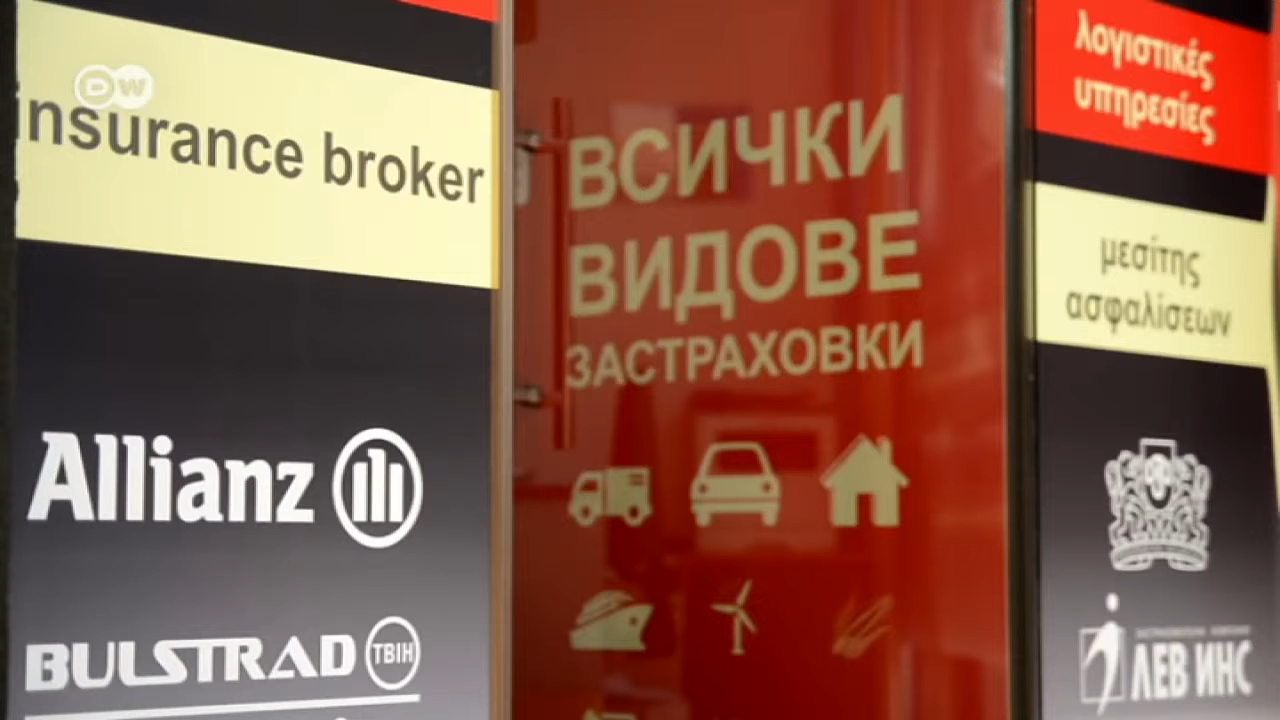 DW
insurance broker
Allianz
BULSTRAD
ТВІН
ВСИЧКИ
ВИДОВЕ
ЗАСТРАХОВКИ
λογιστικές
υπηρεσίες
μεσίτης
ασφαλίσεων
ЛЕВ ИНС